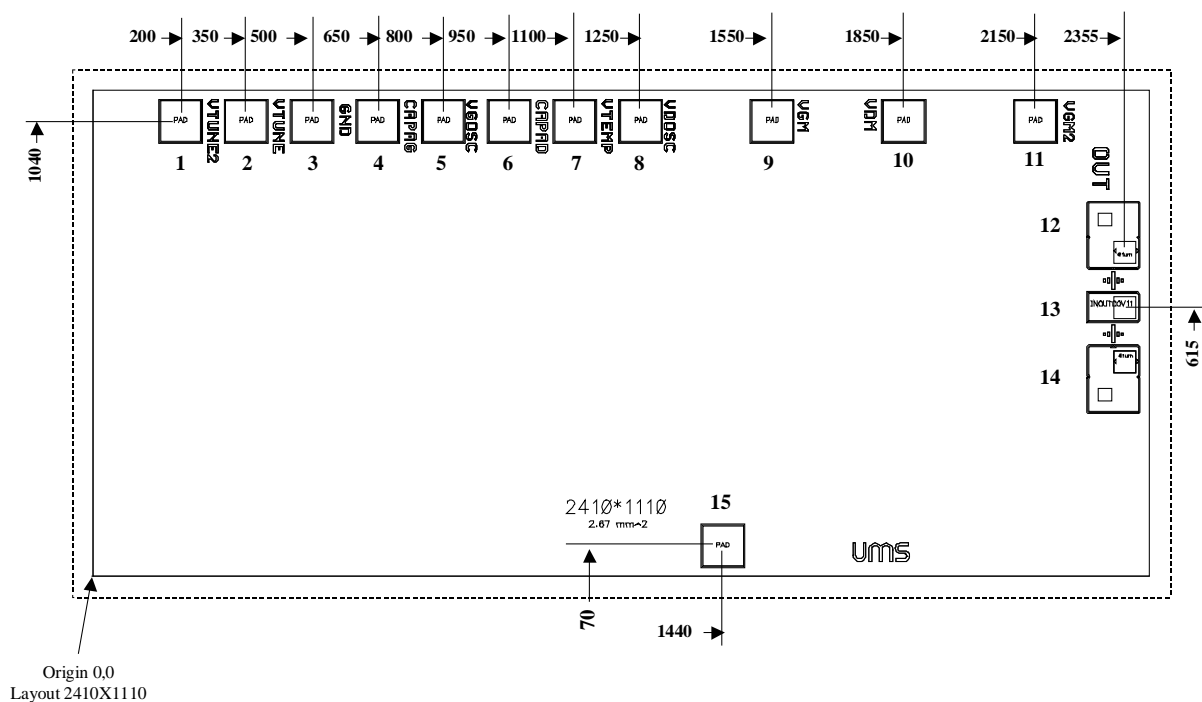 200 350 500 650 800 950 1100 1250 1550 1850 2150 2355
1040
PAD VTUNE2 PAD VTUNE PAD GND PAD CAPAG PAD VGOSC PAD CAPAD PAD VTEMP PAD VDOSC PAD VGM VDM PAD PAD VGM2
1 2 3 4 5 6 7 8 9 10 11
OUT
12
13
615
14
15
2410*1110
2.67 mm^2
PAD
ums
70
1440
Origin 0,0
Layout 2410X1110